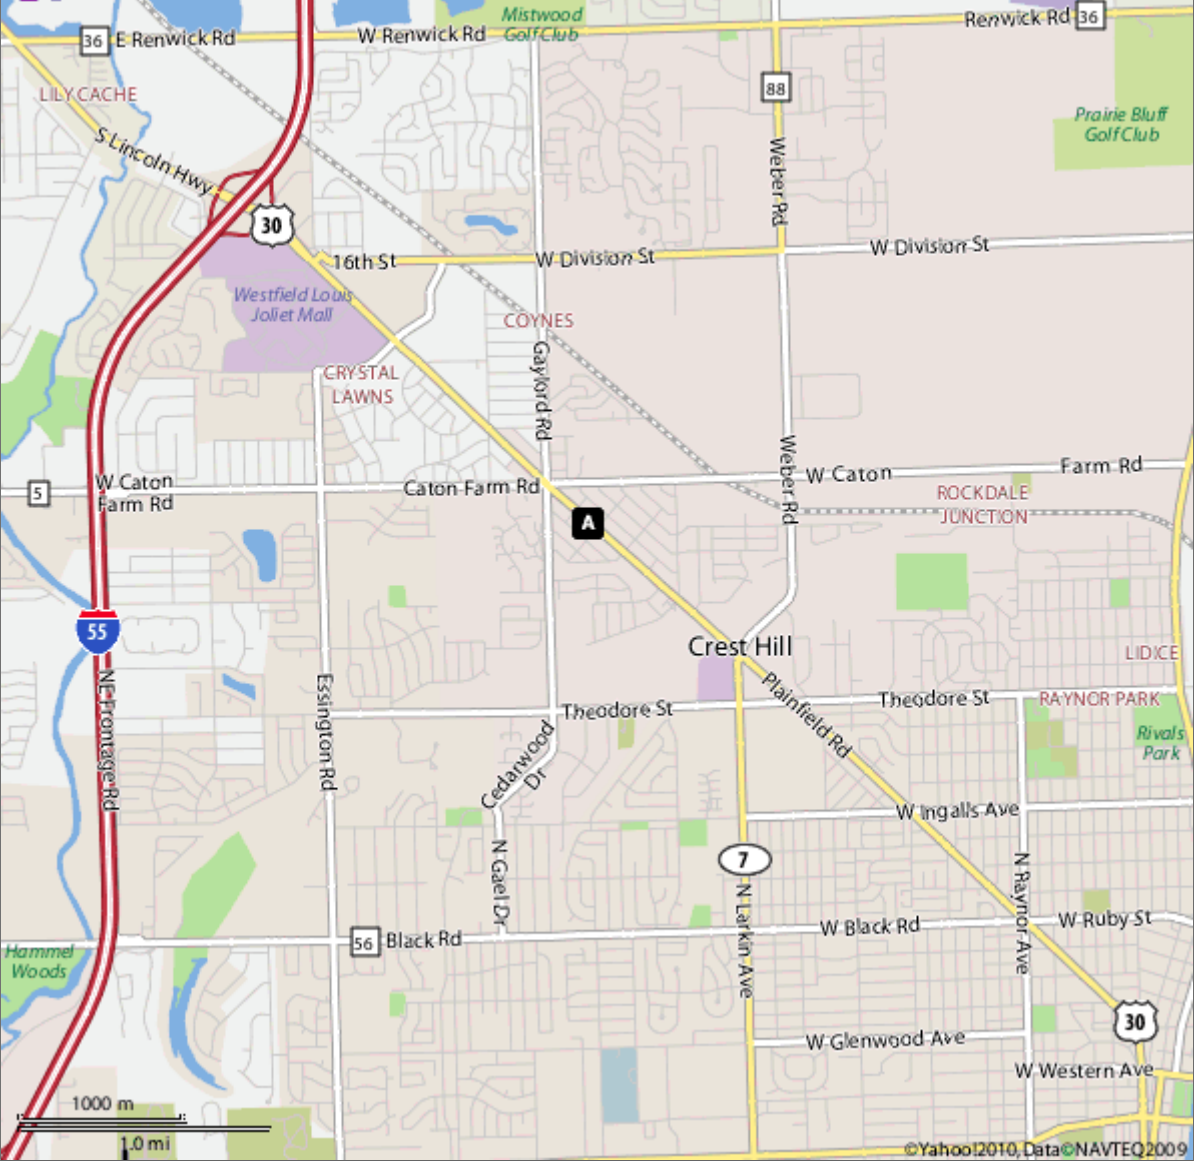 Mistwood
Golf Club
Renwick Rd
36
36
E Renwick Rd
W Renwick Rd
LILY CACHE
88
Prairie Bluff
Golf Club
S Lincoln Hwy
Weber Rd
30
16th St
W Division St
W Division St
Westfield Louis
Joliet Mall
COYNES
Gaylord Rd
CRYSTAL
LAWNS
Weber Rd
W Caton
Farm Rd
5
W Caton
Farm Rd
Caton Farm Rd
ROCKDALE
JUNCTION
A
55
Crest Hill
LIDICE
NE Frontage Rd
Essington Rd
Theodore St
Plainfield Rd
Theodore St
RAYNOR PARK
Rivals
Park
Cedarwood
Dr
W Ingalls Ave
7
N Gael Dr
N Larkin Ave
N Raynor Ave
56
Black Rd
W Black Rd
W Ruby St
Hammel
Woods
30
W Glenwood Ave
W Western Ave
1000 m
1.0 mi
©Yahoo!2010, Data©NAVTEQ2009